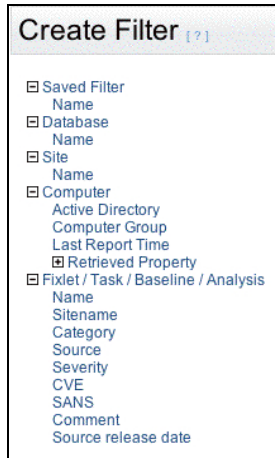 Create Filter [ ? ]
Saved Filter
Name
Database
Name
Site
Name
Computer
Active Directory
Computer Group
Last Report Time
Retrieved Property
Fixlet / Task / Baseline / Analysis
Name
Sitename
Category
Source
Severity
CVE
SANS
Comment
Source release date